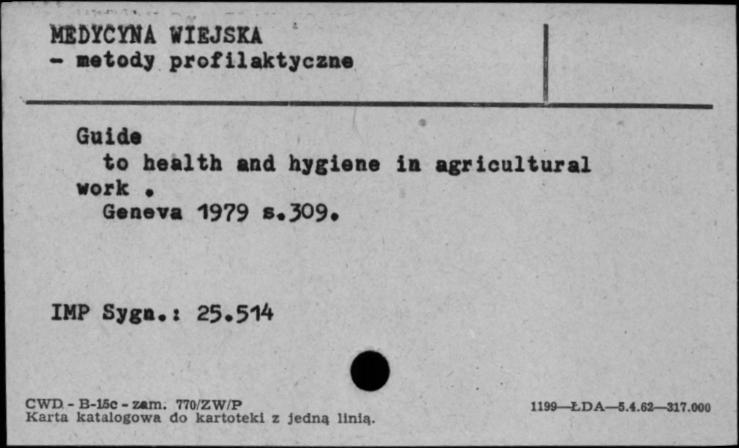 MEDYCYNA WIEJSKA
- metody profilaktyczne
Guide
to health and hygiene in agricultural
work .
Geneva 1979 s.309.
IMP Sygn.: 25.514
CWD - B-15c - zam. 770/ZW/P
1199—ŁDA—5.4.62—317.000
Karta katalogowa do kartoteki z jedną linią.